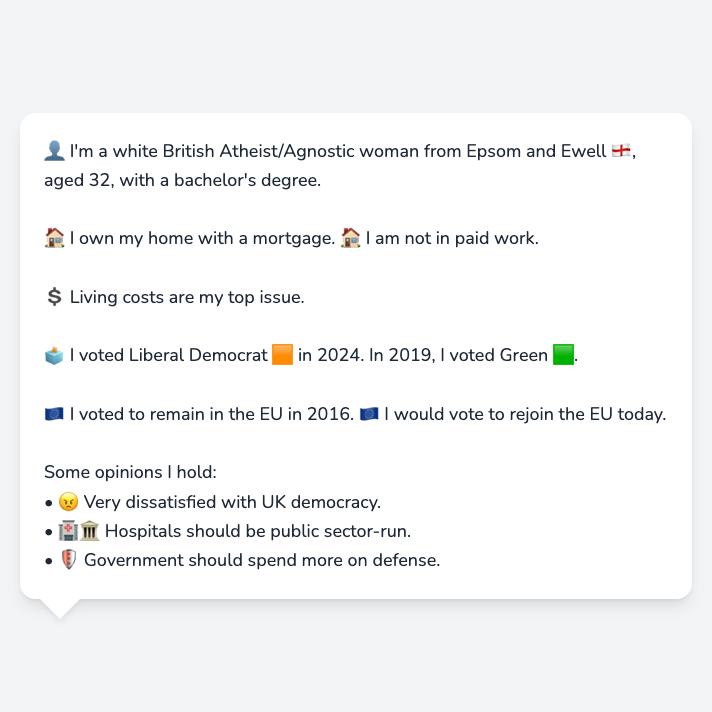 👤 I'm a white British Atheist/Agnostic woman from Epsom and Ewell 🏴󠁧󠁢󠁥󠁮󠁧󠁿,
aged 32, with a bachelor's degree.
🏠 I own my home with a mortgage. 🏠 I am not in paid work.
💲 Living costs are my top issue.
🗳️ I voted Liberal Democrat 🟧 in 2024. In 2019, I voted Green 🟩.
🇪🇺 I voted to remain in the EU in 2016. 🇪🇺 I would vote to rejoin the EU today.
Some opinions I hold:
• 😠 Very dissatisfied with UK democracy.
• 🏥🏛️ Hospitals should be public sector-run.
• 🛡️ Government should spend more on defense.